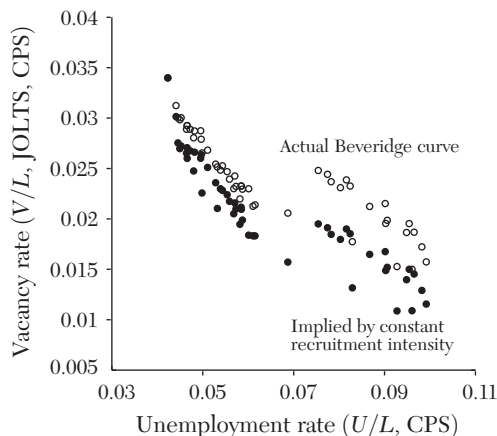 Vacancy rate (V/L, JOLTS, CPS)
0.04
0.035
0.03
0.025
0.02
0.015
0.01
0.005
Actual Beveridge curve
Implied by constant
recruitment intensity
0.03
0.05
0.07
0.09
0.11
Unemployment rate (U/L, CPS)